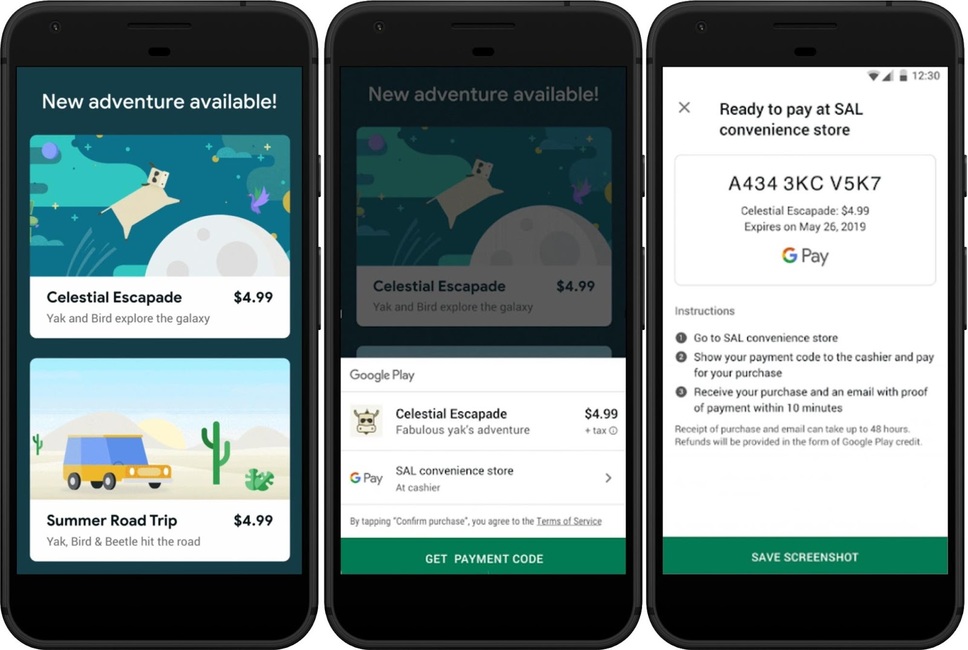 New adventure available!
Celestial Escapade $4.99
Yak and Bird explore the galaxy
Summer Road Trip $4.99
Yak, Bird & Beetle hit the road
New adventure available!
Celestial Escapade $4.99
Yak and Bird explore the galaxy
Google Play
Celestial Escapade $4.99
Fabulous yak's adventure + tax
G Pay SAL convenience store
At cashier
By tapping "Confirm purchase", you agree to the Terms of Service
GET PAYMENT CODE
12:30
Ready to pay at SAL
convenience store
A434 3KC V5K7
Celestial Escapade: $4.99
Expires on May 26, 2019
G Pay
Instructions
1 Go to SAL convenience store
2 Show your payment code to the cashier and pay
for your purchase
3 Receive your purchase and an email with proof
of payment within 10 minutes
Receipt of purchase and email can take up to 48 hours.
Refunds will be provided in the form of Google Play credit.
SAVE SCREENSHOT